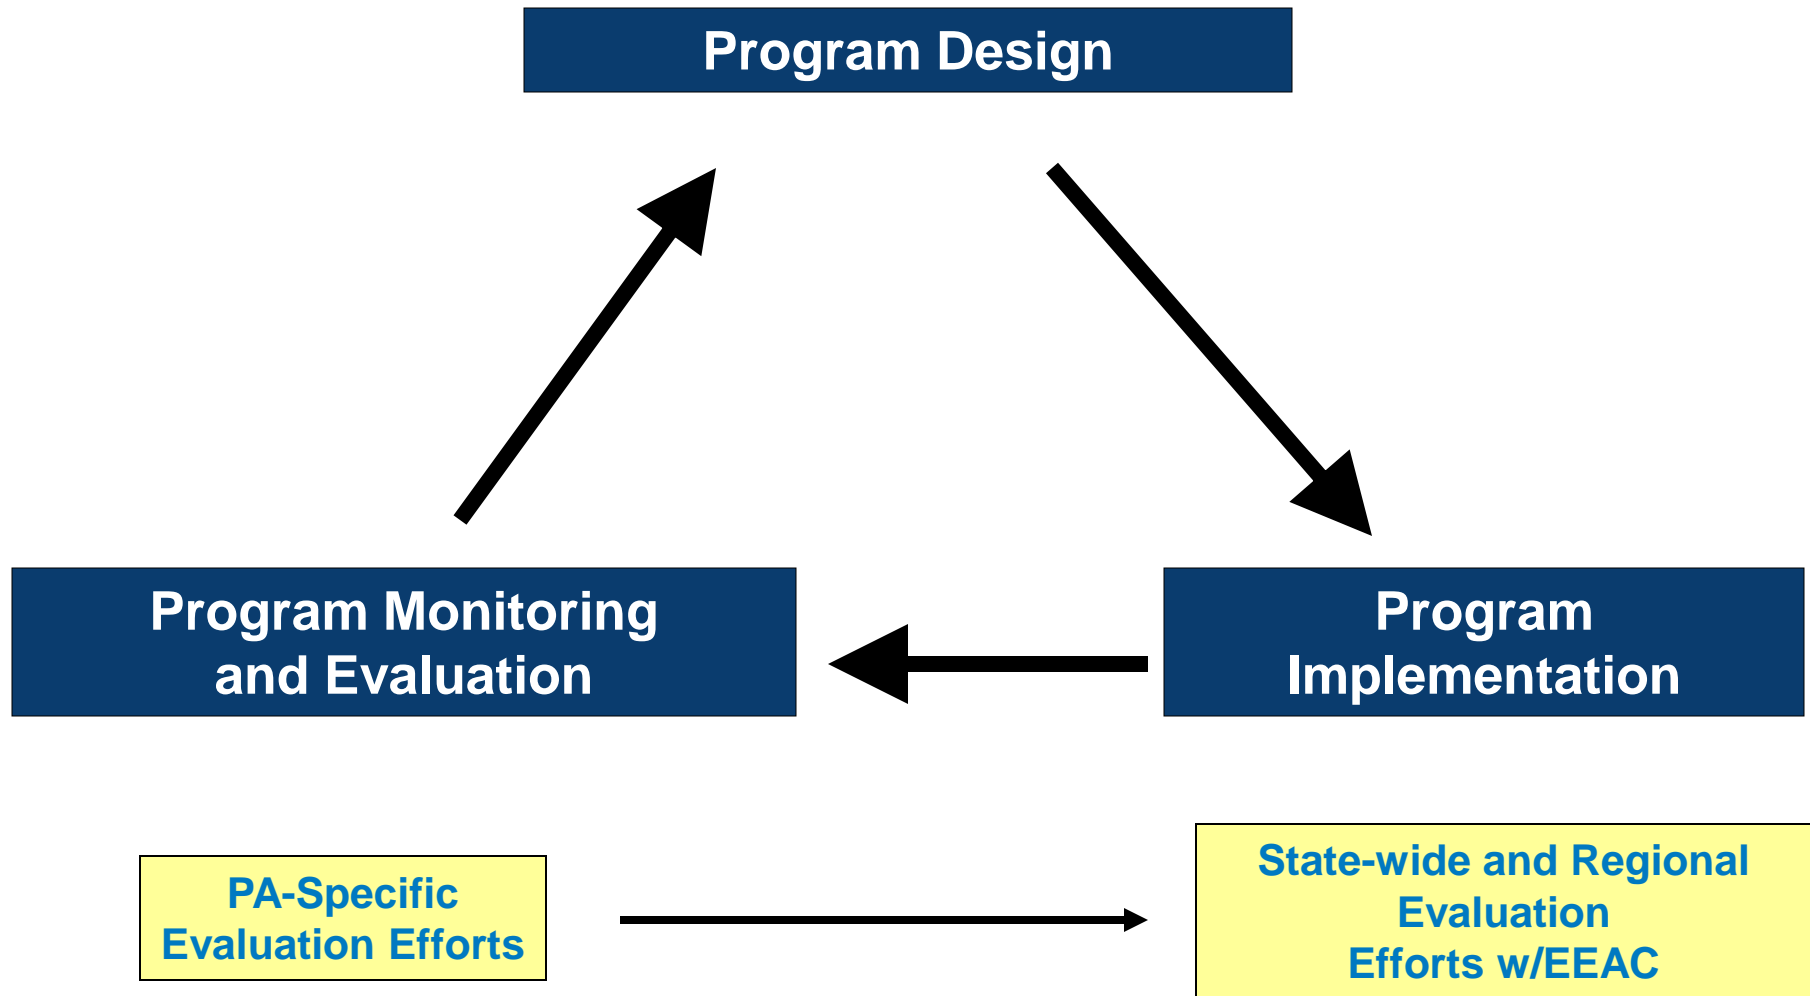 Program Design
Program Monitoring
and Evaluation
Program
Implementation
PA-Specific
Evaluation Efforts
State-wide and Regional
Evaluation
Efforts w/EEAC